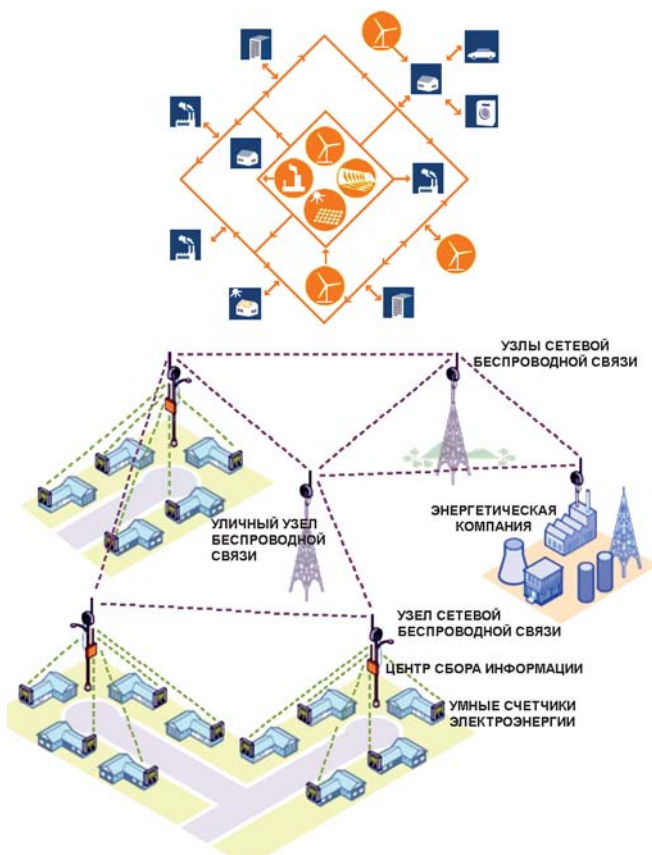 УЗЛЫ СЕТЕВОЙ
БЕСПРОВОДНОЙ СВЯЗИ
ЭНЕРГЕТИЧЕСКАЯ
КОМПАНИЯ
УЛИЧНЫЙ УЗЕЛ
БЕСПРОВОДНОЙ
СВЯЗИ
УЗЕЛ СЕТЕВОЙ
БЕСПРОВОДНОЙ СВЯЗИ
ЦЕНТР СБОРА ИНФОРМАЦИИ
УМНЫЕ СЧЕТЧИКИ
ЭЛЕКТРОЭНЕРГИИ